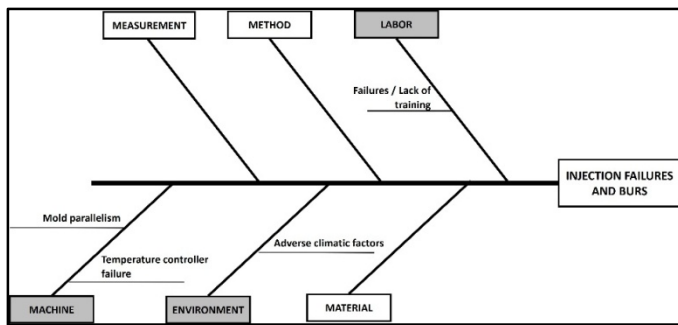 MEASUREMENT
METHOD
LABOR
Failures / Lack of
training
INJECTION FAILURES
AND BURS
Mold parallelism
Temperature controller
failure
Adverse climatic factors
MACHINE
ENVIRONMENT
MATERIAL